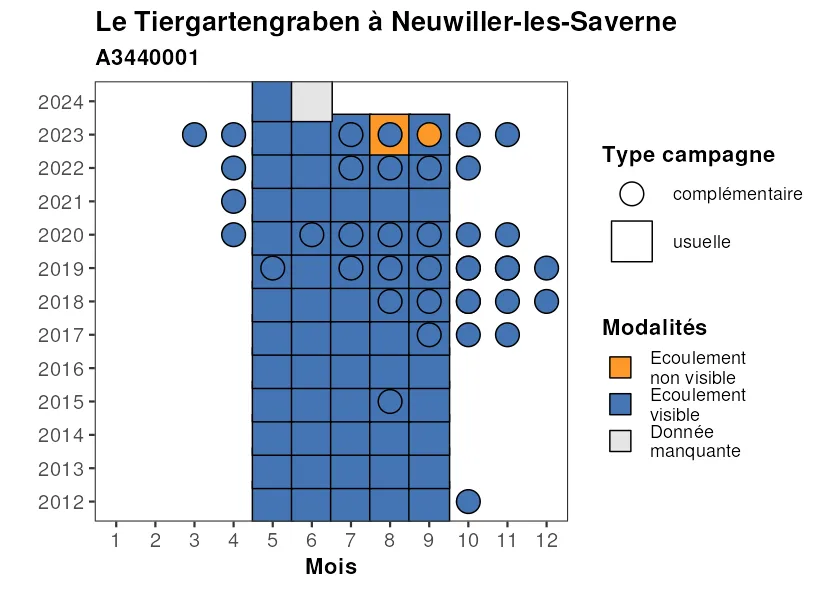 Le Tiergartengraben à Neuwiller-les-Saverne
A3440001
2024
2023
2022
2021
2020
2019
2018
2017
2016
2015
2014
2013
2012
1 2 3 4 5 6 7 8 9 10 11 12
Mois
Type campagne
complémentaire
usuelle
Modalités
Ecoulement
non visible
Ecoulement
visible
Donnée
manquante